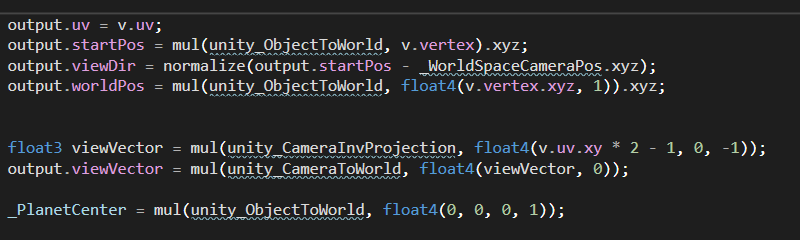 output.uv = v.uv;
output.startPos = mul(unity_ObjectToWorld, v.vertex).xyz;
output.viewDir = normalize(output.startPos - _WorldSpaceCameraPos.xyz);
output.worldPos = mul(unity_ObjectToWorld, float4(v.vertex.xyz, 1)).xyz;
float3 viewVector = mul(unity_CameraInvProjection, float4(v.uv.xy * 2 - 1, 0, -1));
output.viewVector = mul(unity_CameraToWorld, float4(viewVector, 0));
_PlanetCenter = mul(unity_ObjectToWorld, float4(0, 0, 0, 1));